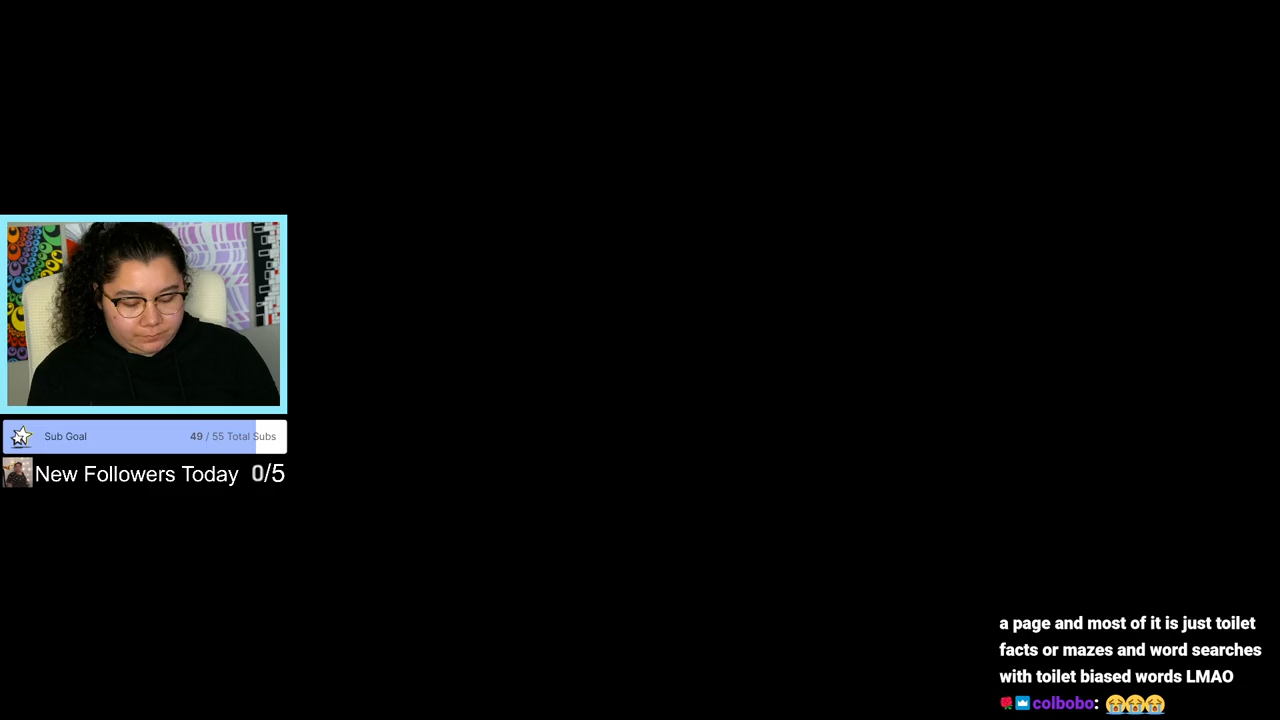 Sub Goal 49 / 55 Total Subs
New Followers Today 0/5
a page and most of it is just toilet
facts or mazes and word searches
with toilet biased words LMAO
colbobo: 😭😭😭